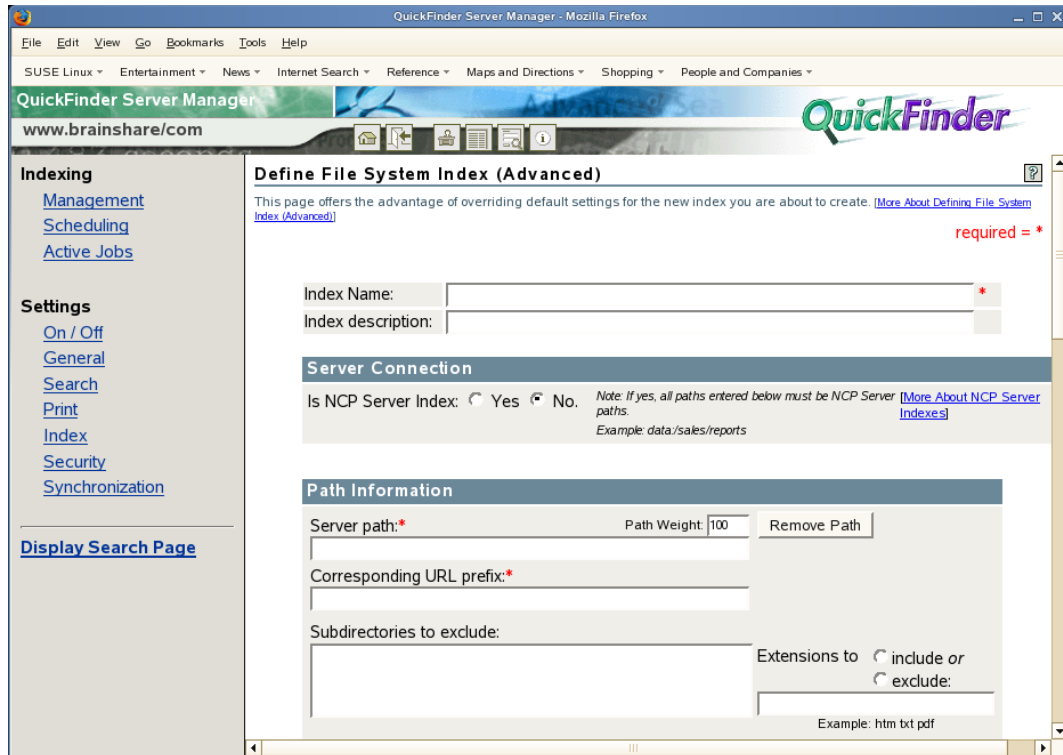 QuickFinder Server Manager - Mozilla Firefox
File Edit View Go Bookmarks Tools Help
SUSE Linux Entertainment News Internet Search Reference Maps and Directions Shopping People and Companies
QuickFinder Server Manager
Advanced Sea
www.brainshare/com
QuickFinder
Indexing
Management
Scheduling
Active Jobs
Settings
On / Off
General
Search
Print
Index
Security
Synchronization
Display Search Page
Define File System Index (Advanced)
?
This page offers the advantage of overriding default settings for the new index you are about to create. [More About Defining File System
Index (Advanced)]
required = *
Index Name: *
Index description:
Server Connection
Is NCP Server Index: Yes No.
Note: If yes, all paths entered below must be NCP Server
paths.
Example: data:/sales/reports
[More About NCP Server
Indexes]
Path Information
Server path:* Path Weight: 100 Remove Path
Corresponding URL prefix:*
Subdirectories to exclude:
Extensions to include or
exclude:
Example: htm txt pdf